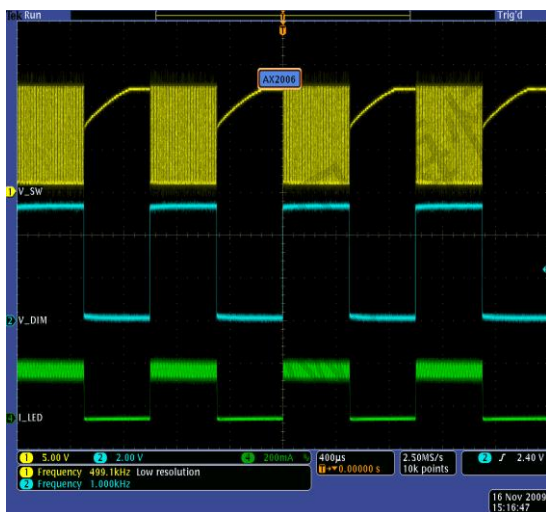 Run
Trig'd
AX2006
1 V_SW
2 V_DIM
4 I_LED
1 5.00 V 2 2.00 V 4 200mA 400µs 2.50MS/s 2 2.40 V
T→▼0.00000 s 10k points
1 Frequency 499.1kHz Low resolution
2 Frequency 1.000kHz
16 Nov 2009
15:16:47